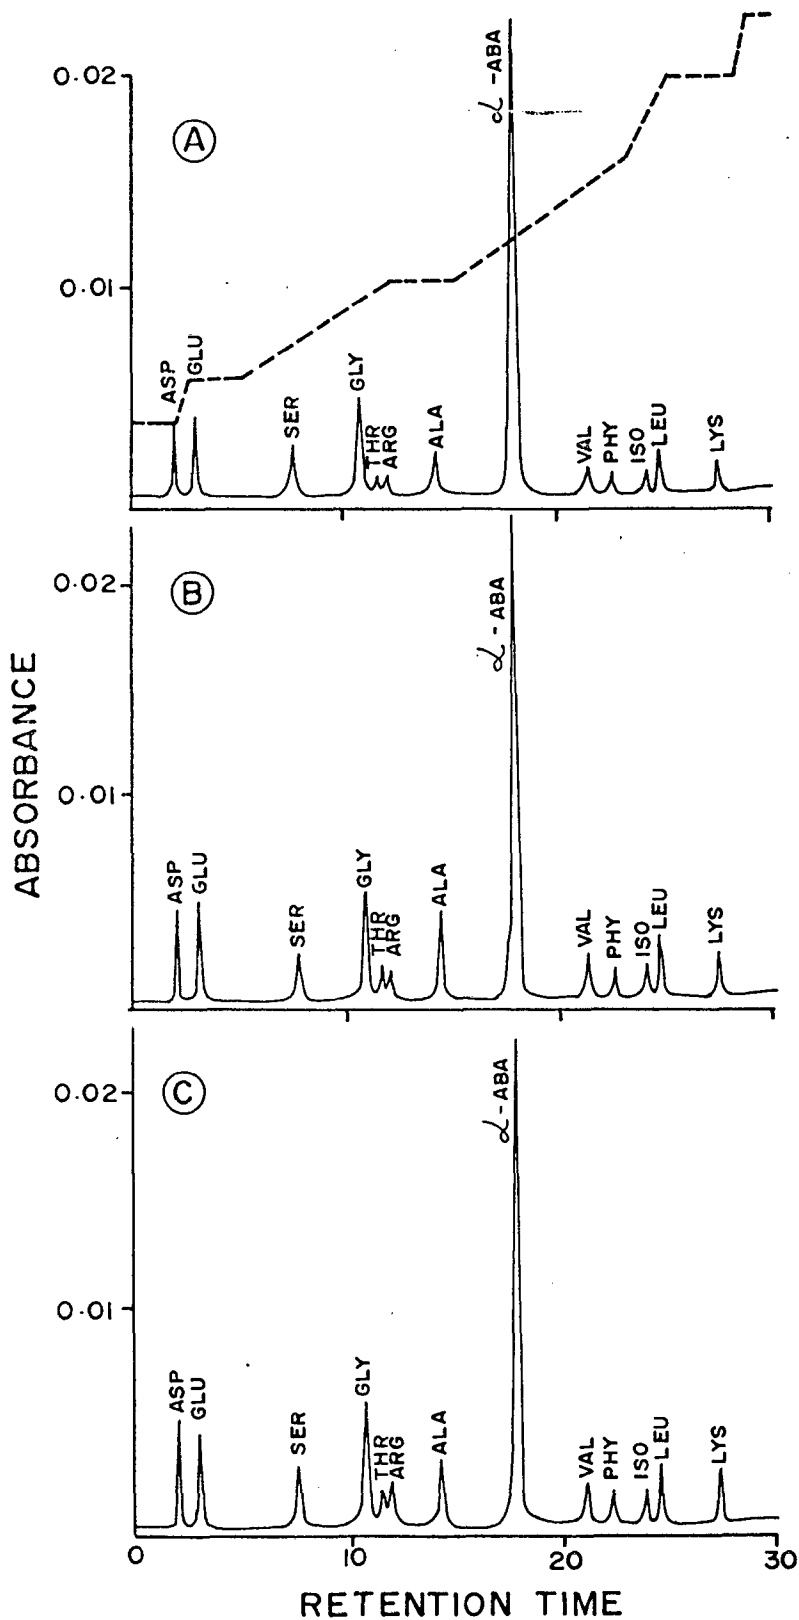 0.02
A
α-ABA
0.01
ASP
GLU
SER
GLY
THR
ARG
ALA
VAL
PHY
ISO
LEU
LYS
0.02
B
α-ABA
0.01
ASP
GLU
SER
GLY
THR
ARG
ALA
VAL
PHY
ISO
LEU
LYS
ABSORBANCE
0.02
C
α-ABA
0.01
ASP
GLU
SER
GLY
THR
ARG
ALA
VAL
PHY
ISO
LEU
LYS
0 10 20 30
RETENTION TIME